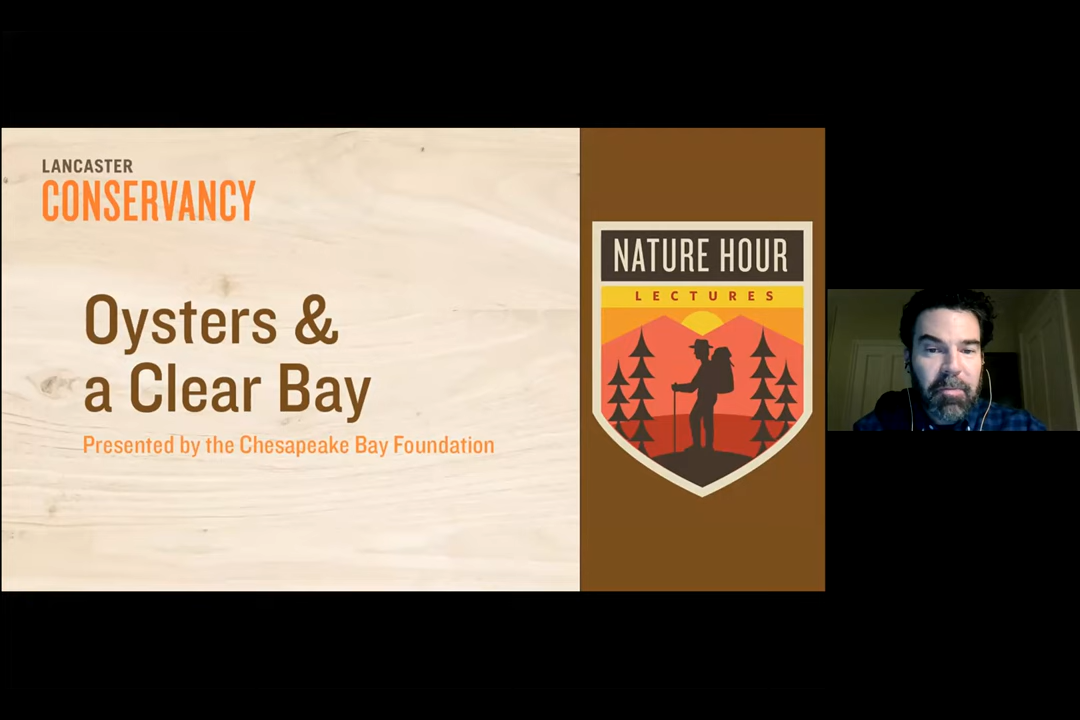 LANCASTER
CONSERVANCY
Oysters &
a Clear Bay
Presented by the Chesapeake Bay Foundation
NATURE HOUR
LECTURES